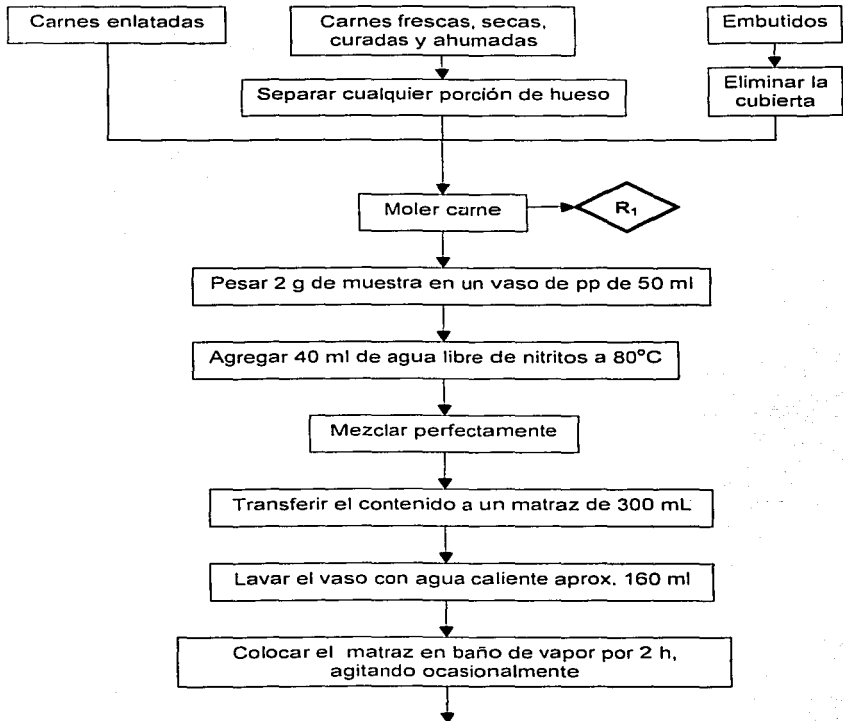 Carnes enlatadas
Carnes frescas, secas,
curadas y ahumadas
Embutidos
Separar cualquier porción de hueso
Eliminar la
cubierta
Moler carne
R₁
Pesar 2 g de muestra en un vaso de pp de 50 ml
Agregar 40 ml de agua libre de nitritos a 80°C
Mezclar perfectamente
Transferir el contenido a un matraz de 300 mL
Lavar el vaso con agua caliente aprox. 160 ml
Colocar el matraz en baño de vapor por 2 h,
agitando ocasionalmente